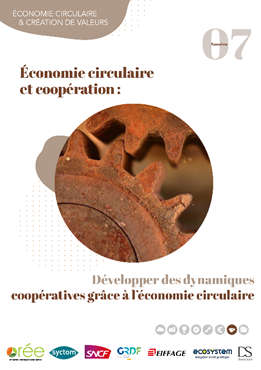 ÉCONOMIE CIRCULAIRE
& CRÉATION DE VALEURS
Numéro
07
Économie circulaire
et coopération :
Développer des dynamiques
coopératives grâce à l'économie circulaire
orée
syctom
SNCF
GRDF
EIFFAGE
ecosystem
DS